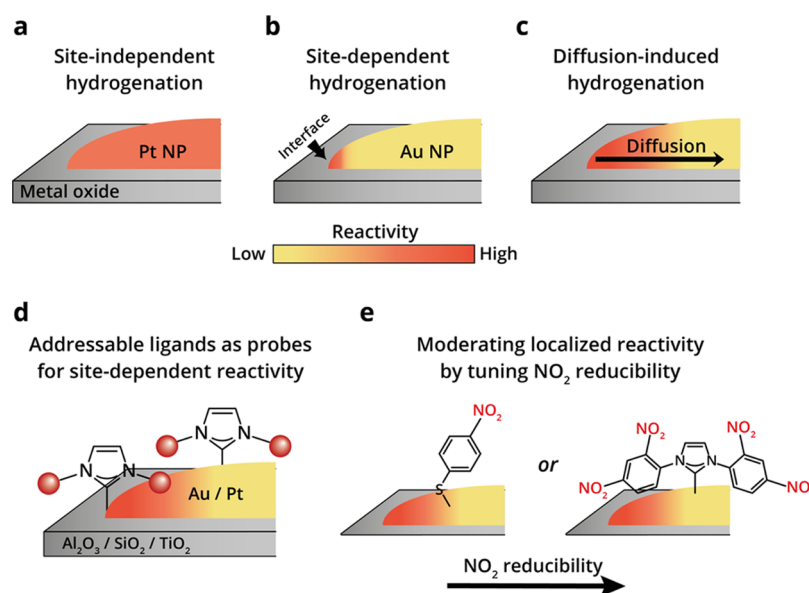 a
Site-independent
hydrogenation
Pt NP
Metal oxide
b
Site-dependent
hydrogenation
Interface
Au NP
c
Diffusion-induced
hydrogenation
Diffusion
Reactivity
Low
High
d
Addressable ligands as probes
for site-dependent reactivity
N
N
N
N
Au / Pt
Al₂O₃ / SiO₂ / TiO₂
e
Moderating localized reactivity
by tuning NO₂ reducibility
NO₂
S
or
NO₂
NO₂
N
N
NO₂
NO
NO₂ reducibility